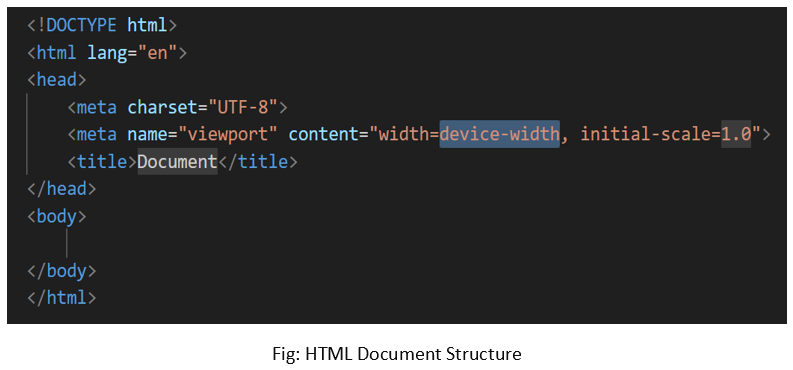 <!DOCTYPE html>
<html lang="en">
<head>
    <meta charset="UTF-8">
    <meta name="viewport" content="width=device-width, initial-scale=1.0">
    <title>Document</title>
</head>
<body>
</body>
</html>
Fig: HTML Document Structure